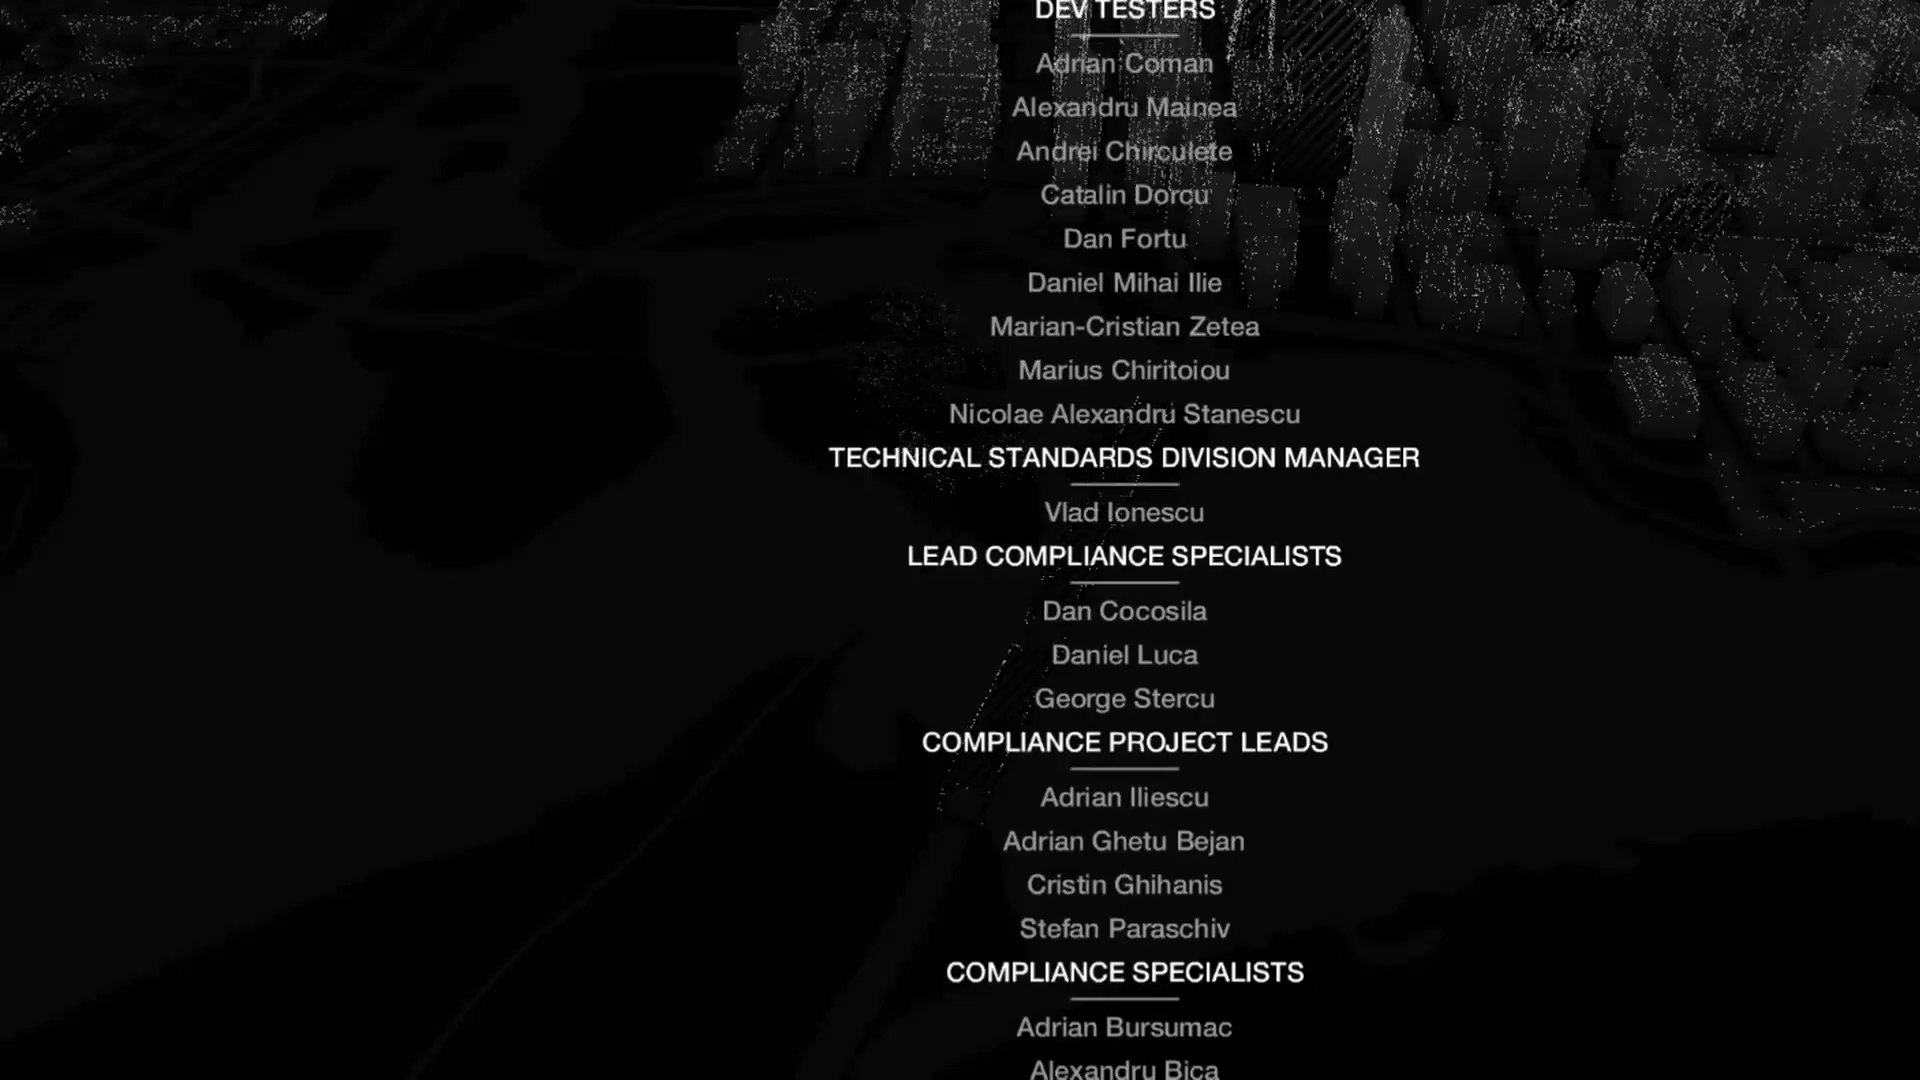 DEV TESTERS
Adrian Coman
Alexandru Mainea
Andrei Chirculete
Catalin Dorcu
Dan Fortu
Daniel Mihai Ilie
Marian-Cristian Zetea
Marius Chiritoiou
Nicolae Alexandru Stanescu
TECHNICAL STANDARDS DIVISION MANAGER
Vlad Ionescu
LEAD COMPLIANCE SPECIALISTS
Dan Cocosila
Daniel Luca
George Stercu
COMPLIANCE PROJECT LEADS
Adrian Iliescu
Adrian Ghetu Bejan
Cristin Ghihanis
Stefan Paraschiv
COMPLIANCE SPECIALISTS
Adrian Bursumac
Alexandru Bica